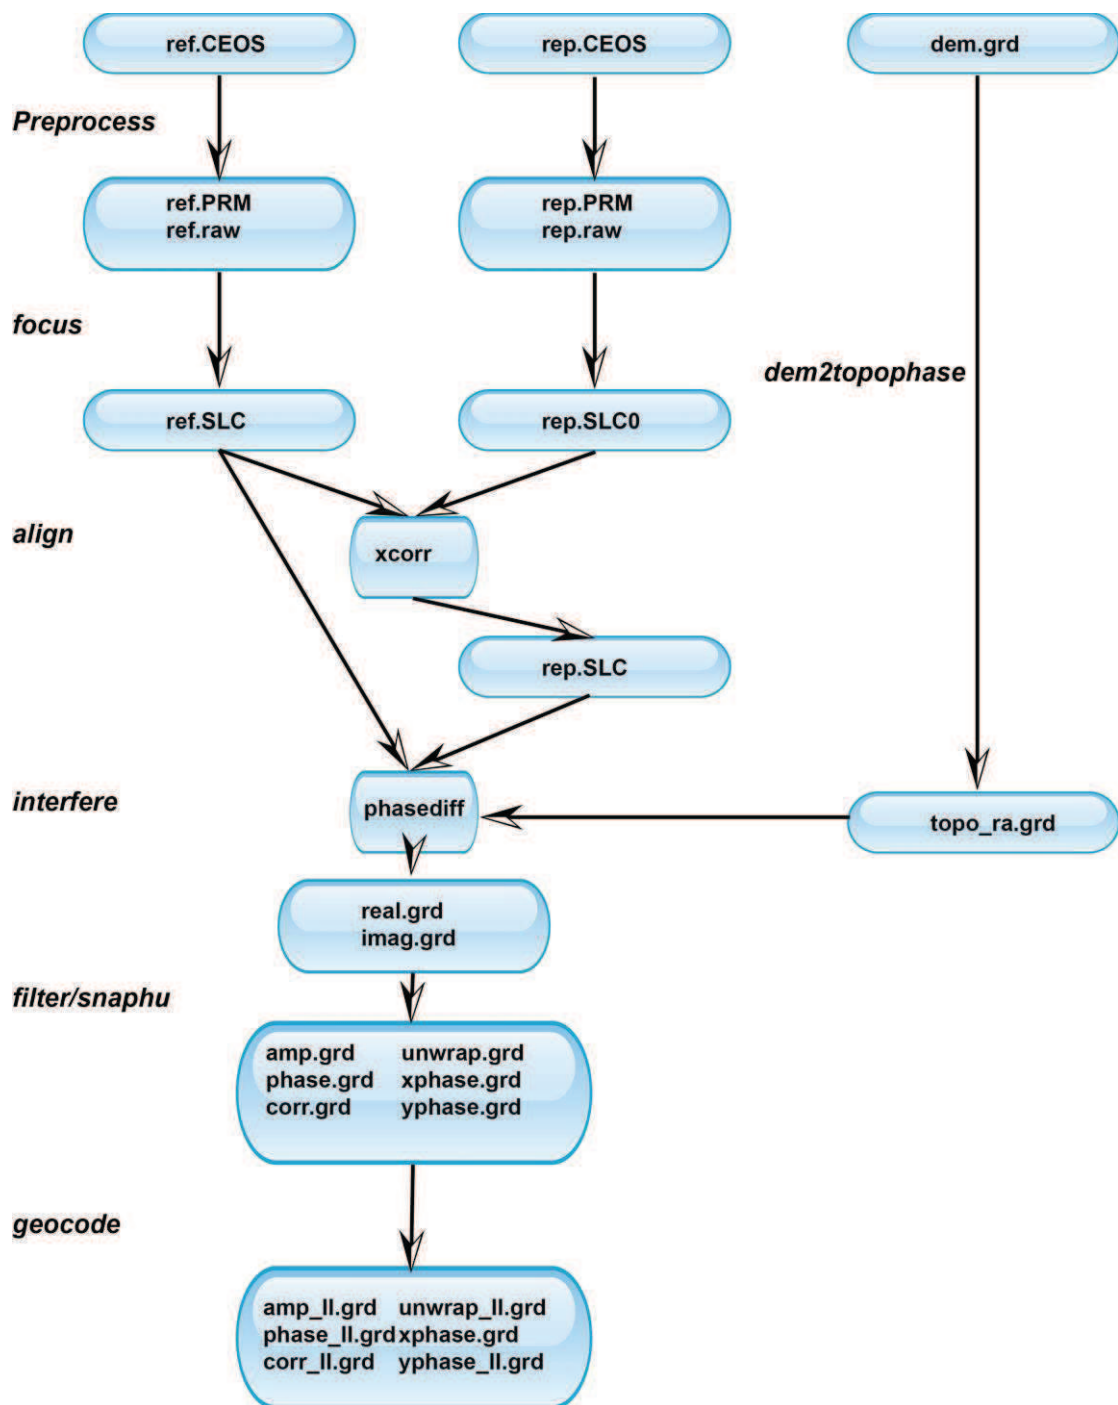 ref.CEOS
rep.CEOS
dem.grd
Preprocess
ref.PRM
ref.raw
rep.PRM
rep.raw
focus
dem2topophase
ref.SLC
rep.SLC0
align
xcorr
rep.SLC
interfere
phasediff
topo_ra.grd
real.grd
imag.grd
filter/snaphu
amp.grd unwrap.grd
phase.grd xphase.grd
corr.grd yphase.grd
geocode
amp_ll.grd unwrap_ll.grd
phase_ll.grd xphase.grd
corr_ll.grd yphase_ll.grd